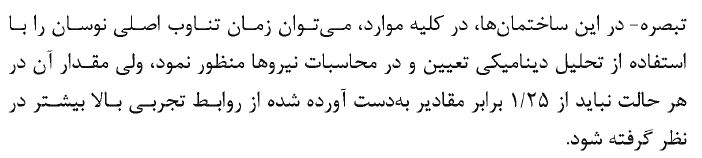 تبصره- در این ساختمان‌ها، در کلیه موارد، می‌توان زمان تناوب اصلی نوسان را با
استفاده از تحلیل دینامیکی تعیین و در محاسبات نیروها منظور نمود، ولی مقدار آن در
هر حالت نباید از ۱/۲۵ برابر مقادیر به‌دست آورده شده از روابط تجربی بالا بیشتر در
نظر گرفته شود.